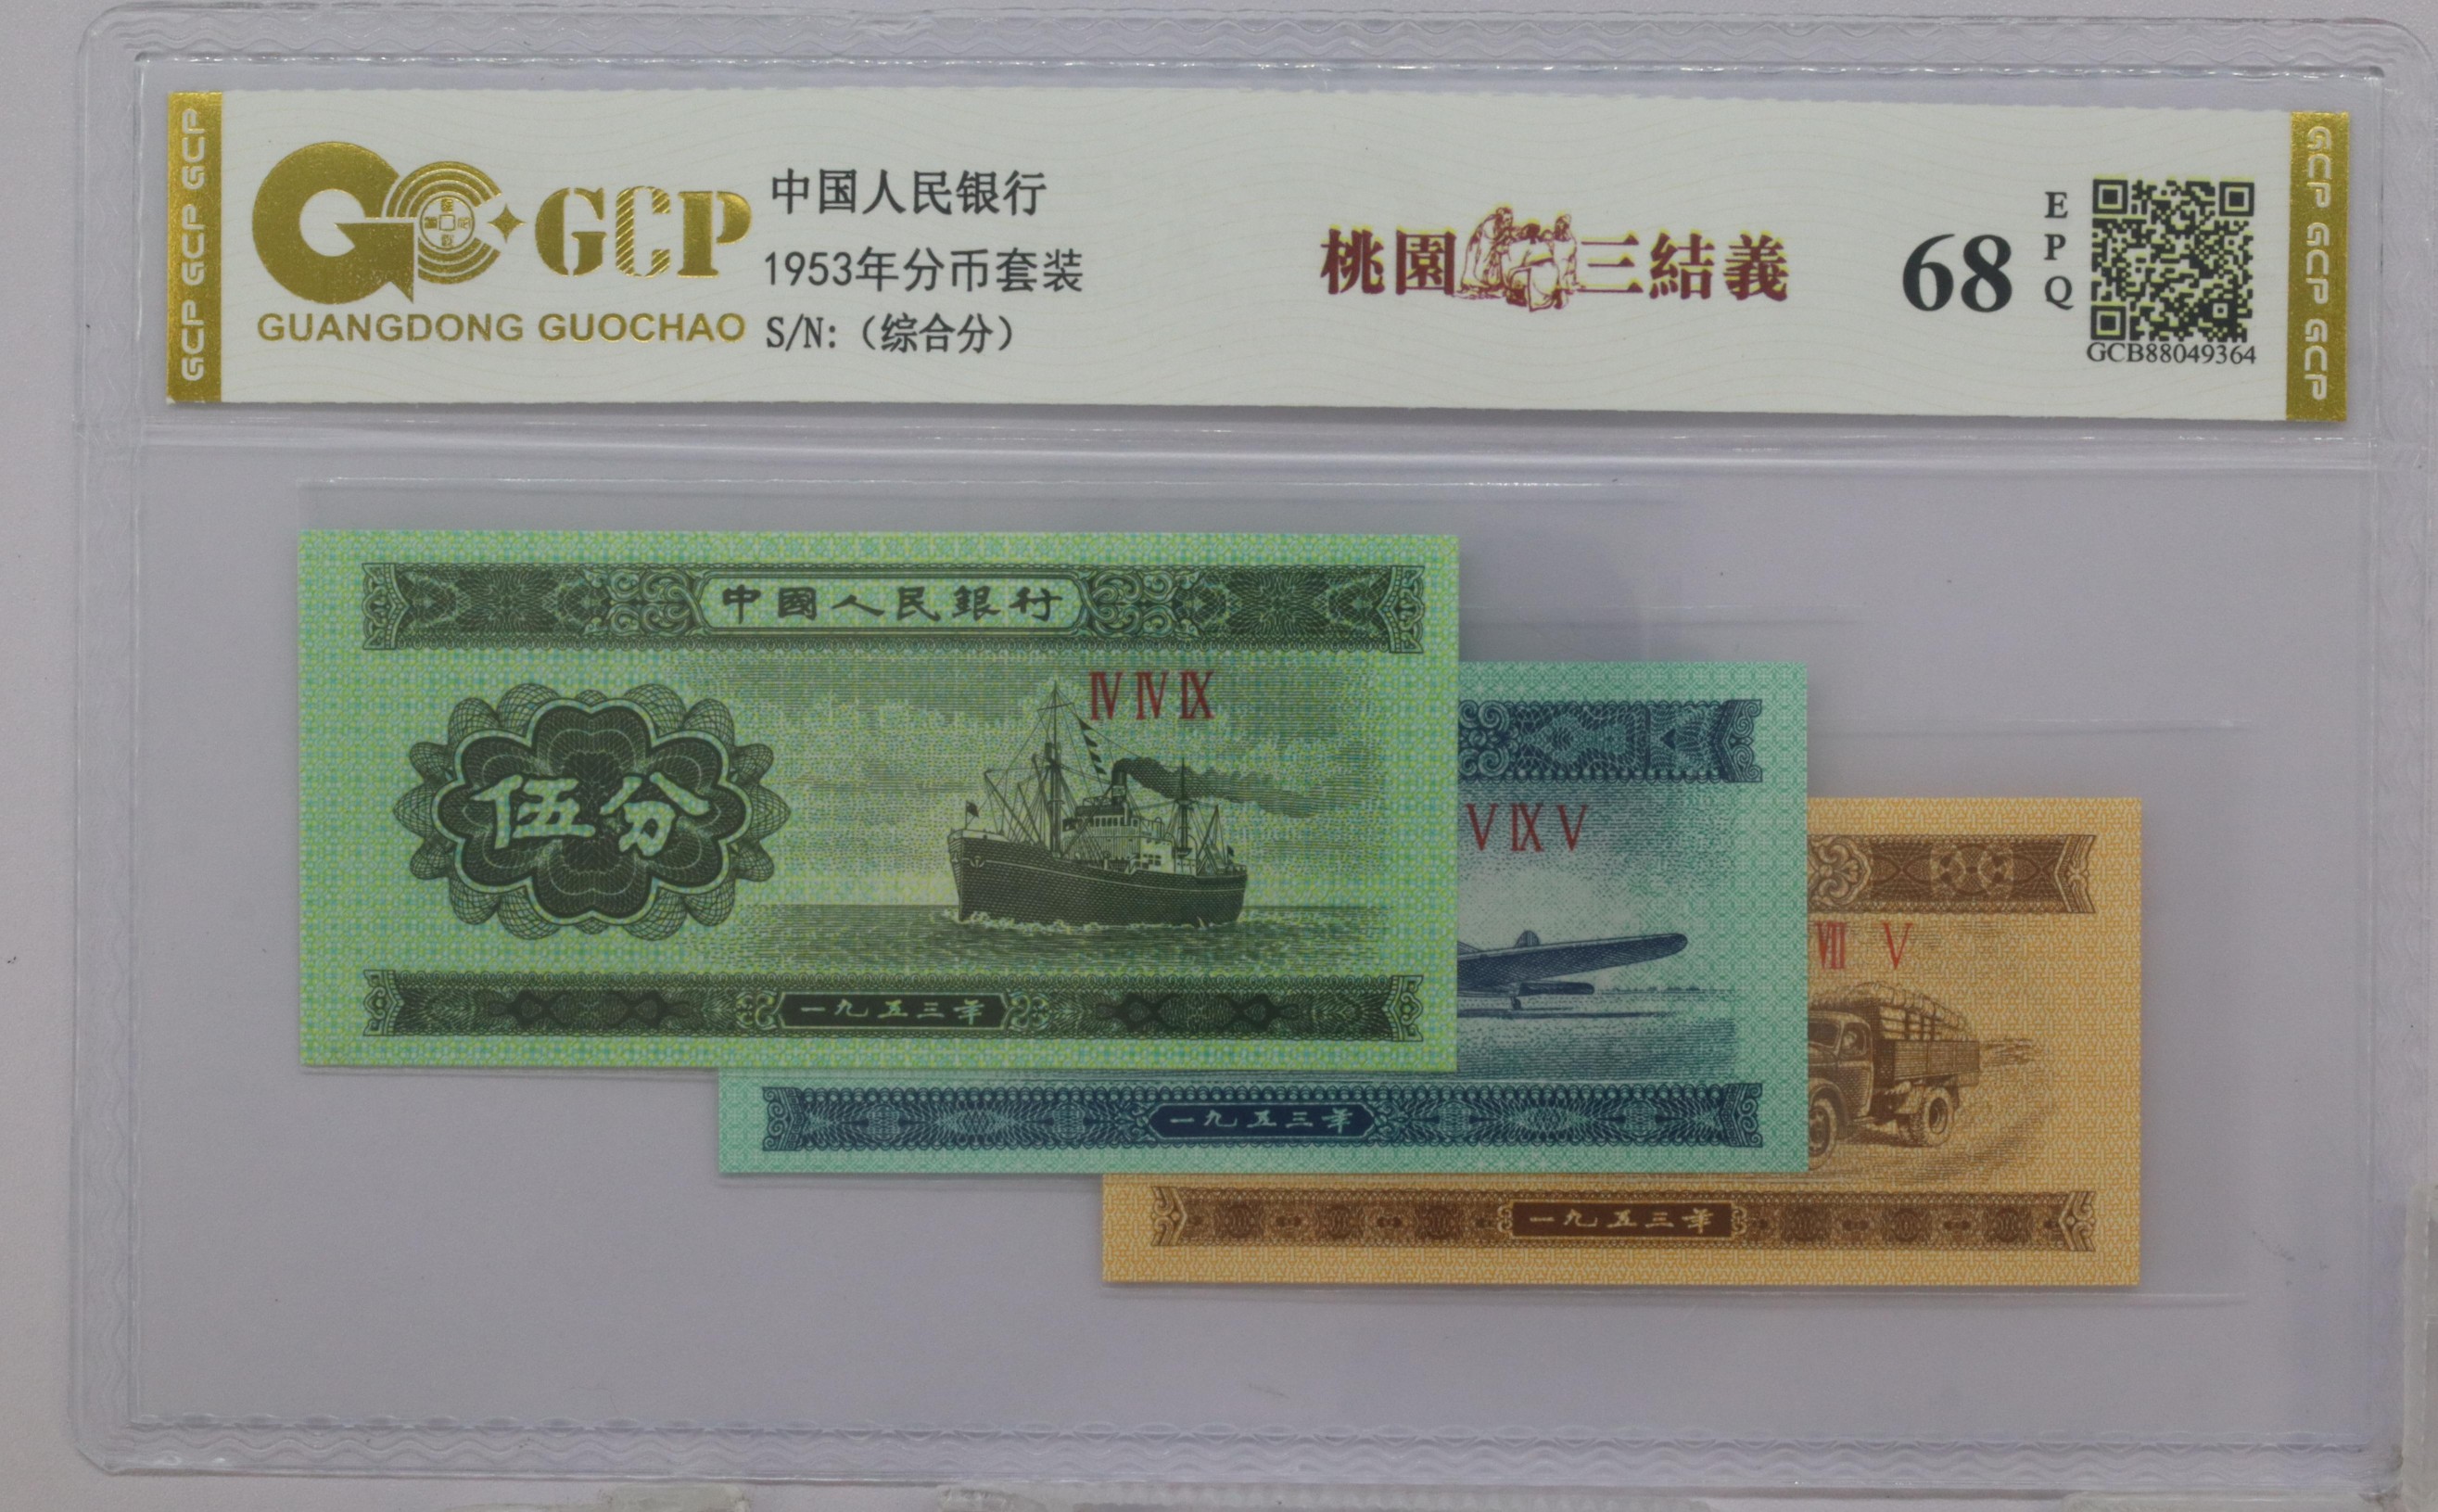 GCP GCP GCP
GCP
GUANGDONG GUOCHAO
中国人民银行
1953年分币套装
S/N:（综合分）
桃園三結義
68
EPQ
GCB88049364
GCP GCP GCP
中國人民銀行
Ⅳ Ⅳ Ⅸ
伍分
一九五三年
Ⅴ Ⅸ Ⅴ
一九五三年
Ⅷ Ⅴ
一九五三年